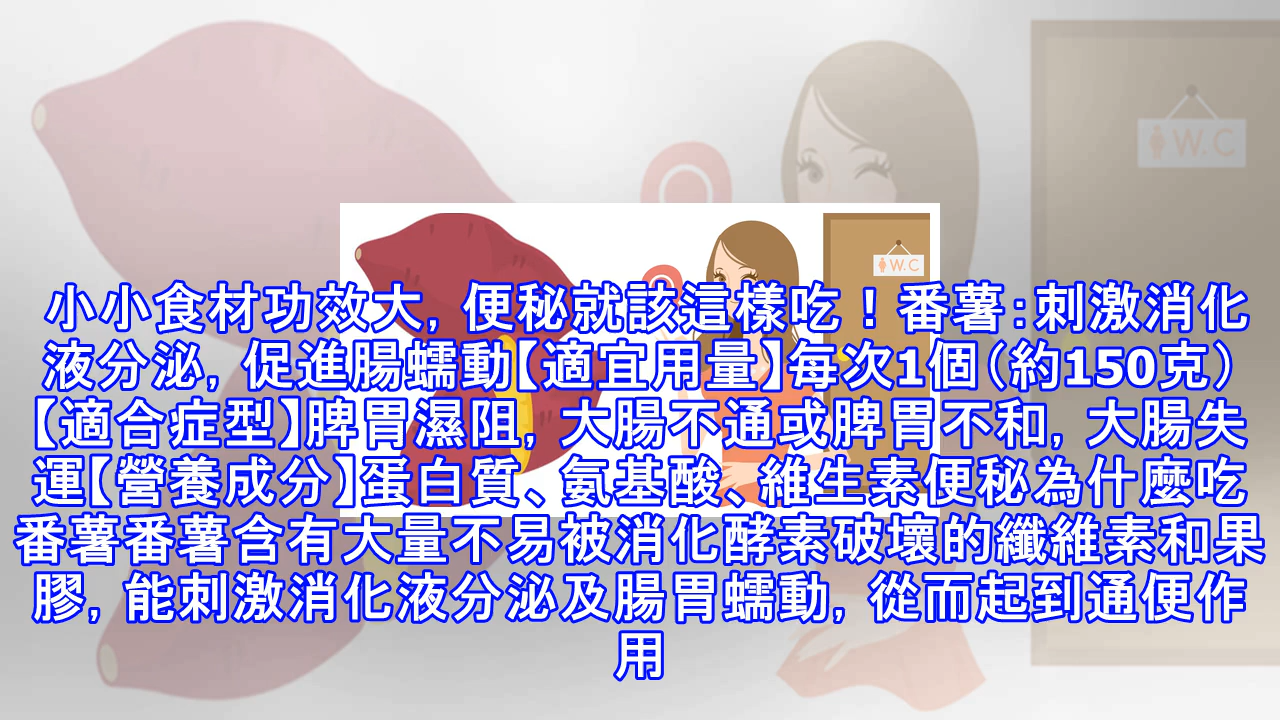 W.C
W.C
小小食材功效大, 便秘就該這樣吃！番薯:刺激消化
液分泌, 促進腸蠕動【適宜用量】每次1個（約150克）
【適合症型】脾胃濕阻, 大腸不通或脾胃不和, 大腸失
運【營養成分】蛋白質、氨基酸、維生素便秘為什麼吃
番薯番薯含有大量不易被消化酵素破壞的纖維素和果
膠, 能刺激消化液分泌及腸胃蠕動, 從而起到通便作
用